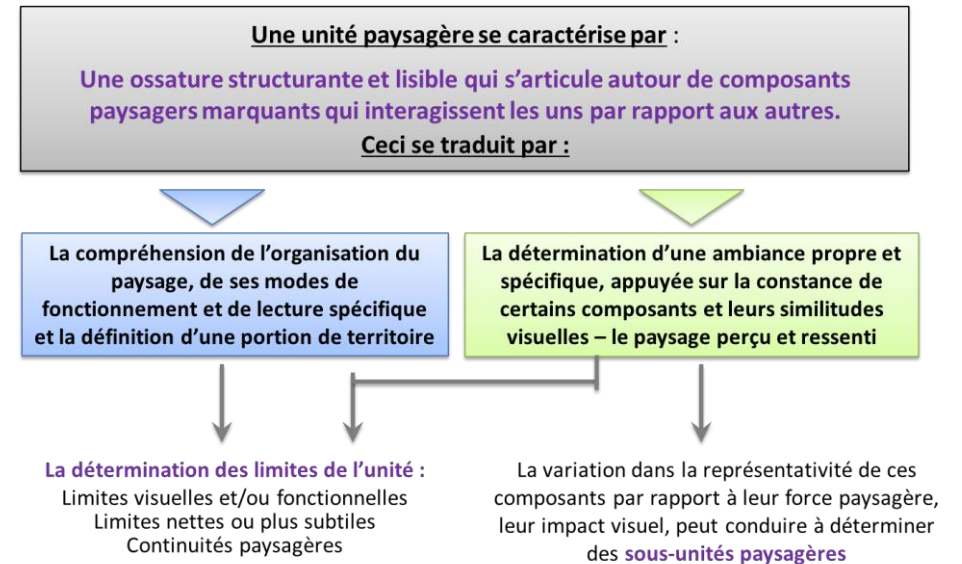 Une unité paysagère se caractérise par :
Une ossature structurante et lisible qui s’articule autour de composants
paysagers marquants qui interagissent les uns par rapport aux autres.
Ceci se traduit par :
La compréhension de l’organisation du
paysage, de ses modes de
fonctionnement et de lecture spécifique
et la définition d’une portion de territoire
La détermination d’une ambiance propre et
spécifique, appuyée sur la constance de
certains composants et leurs similitudes
visuelles – le paysage perçu et ressenti
La détermination des limites de l’unité :
Limites visuelles et/ou fonctionnelles
Limites nettes ou plus subtiles
Continuités paysagères
La variation dans la représentativité de ces
composants par rapport à leur force paysagère,
leur impact visuel, peut conduire à déterminer
des sous-unités paysagères